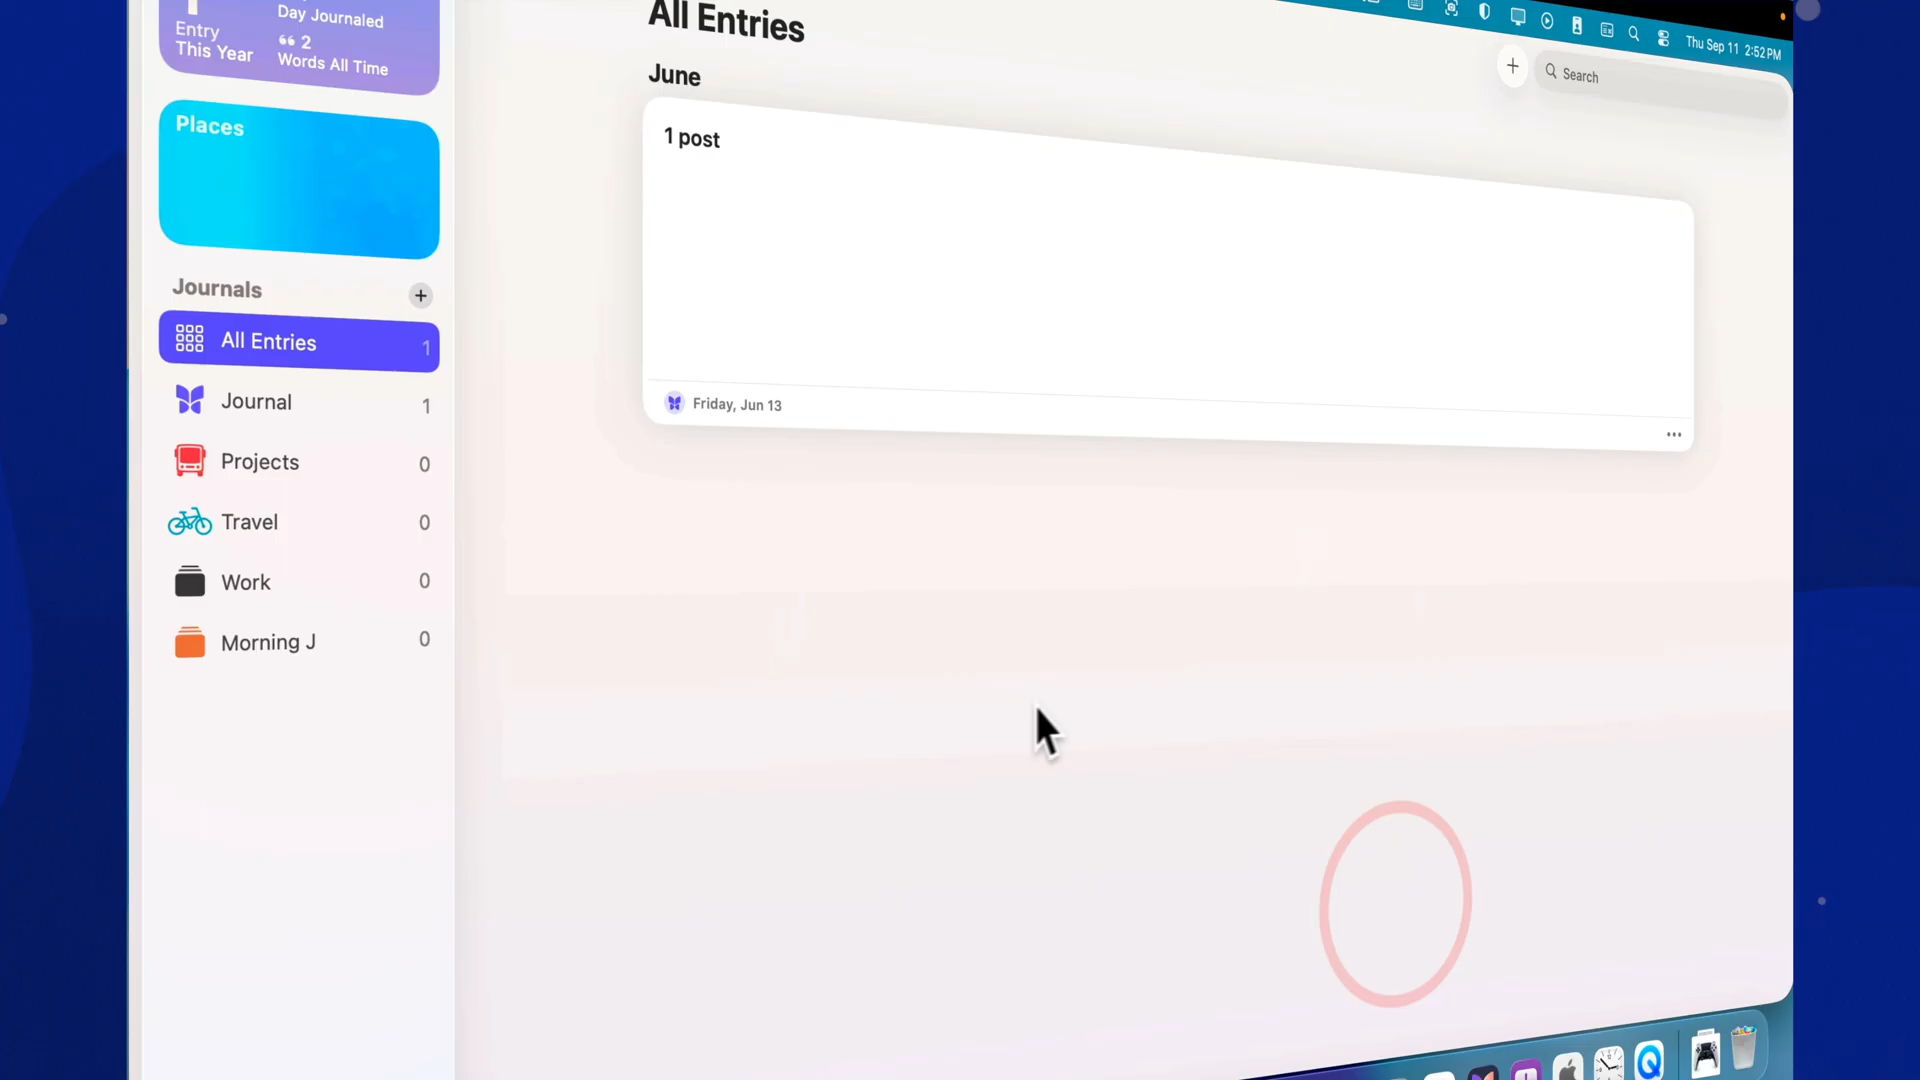 Day Journaled
Entry
This Year
2
Words All Time
Places
Journals
All Entries 1
Journal 1
Projects 0
Travel 0
Work 0
Morning J 0
All Entries
June
1 post
Friday, Jun 13
Thu Sep 11 2:52 PM
Search